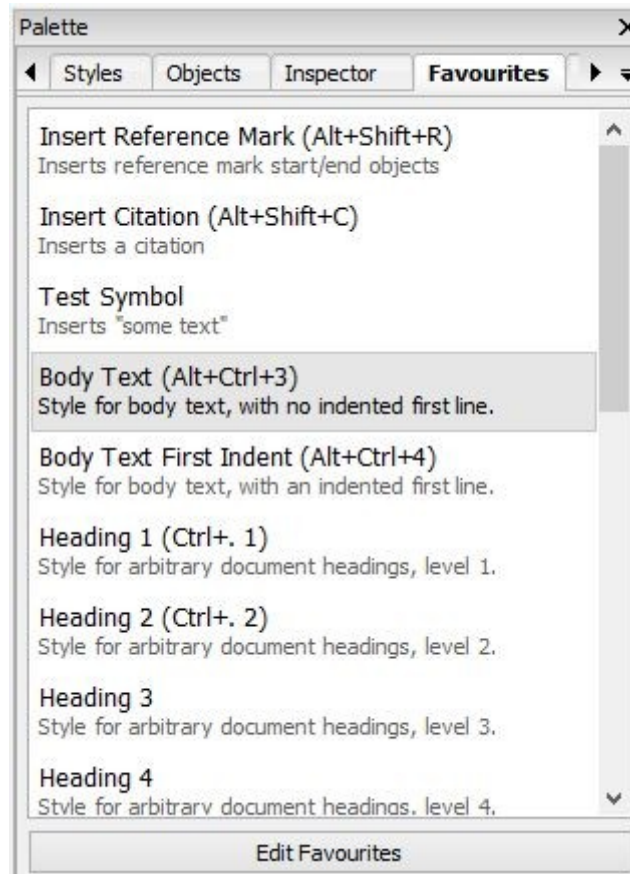 Palette
Styles Objects Inspector Favourites
Insert Reference Mark (Alt+Shift+R)
Inserts reference mark start/end objects
Insert Citation (Alt+Shift+C)
Inserts a citation
Test Symbol
Inserts "some text"
Body Text (Alt+Ctrl+3)
Style for body text, with no indented first line.
Body Text First Indent (Alt+Ctrl+4)
Style for body text, with an indented first line.
Heading 1 (Ctrl+. 1)
Style for arbitrary document headings, level 1.
Heading 2 (Ctrl+. 2)
Style for arbitrary document headings, level 2.
Heading 3
Style for arbitrary document headings, level 3.
Heading 4
Style for arbitrary document headings, level 4.
Edit Favourites